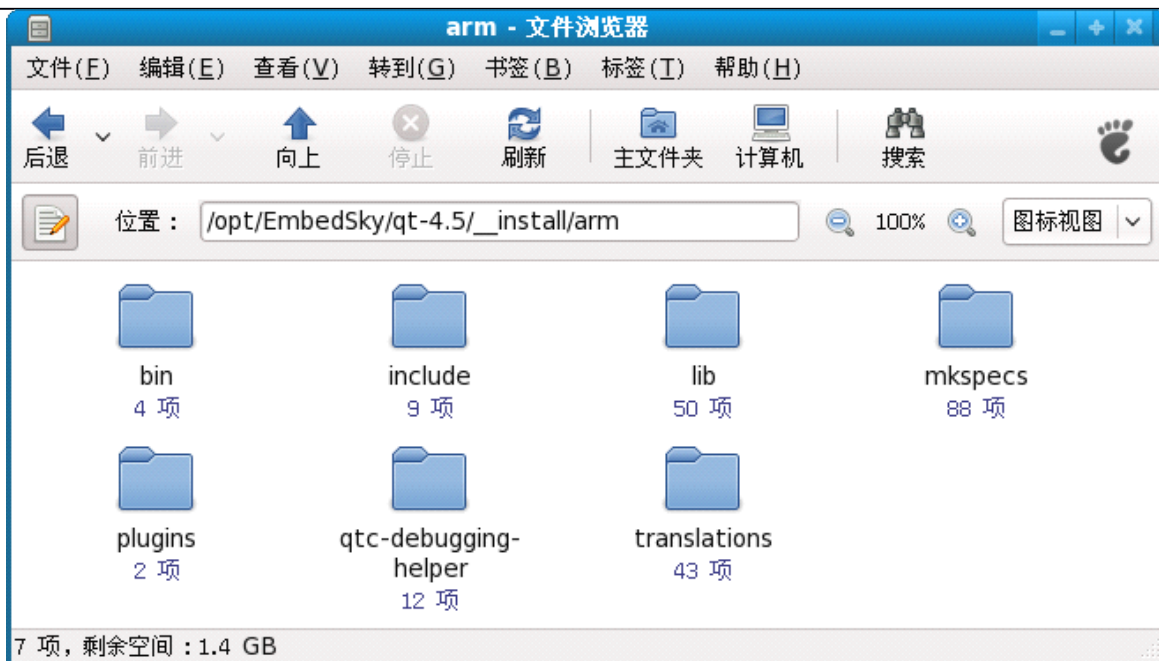 arm - 文件浏览器
文件(F) 编辑(E) 查看(V) 转到(G) 书签(B) 标签(T) 帮助(H)
后退 前进 向上 停止 刷新 主文件夹 计算机 搜索
位置： /opt/EmbedSky/qt-4.5/__install/arm 100% 图标视图
bin include lib mkspecs
4 项 9 项 50 项 88 项
plugins qtc-debugging- translations
helper
2 项 43 项
12 项
7 项，剩余空间：1.4 GB